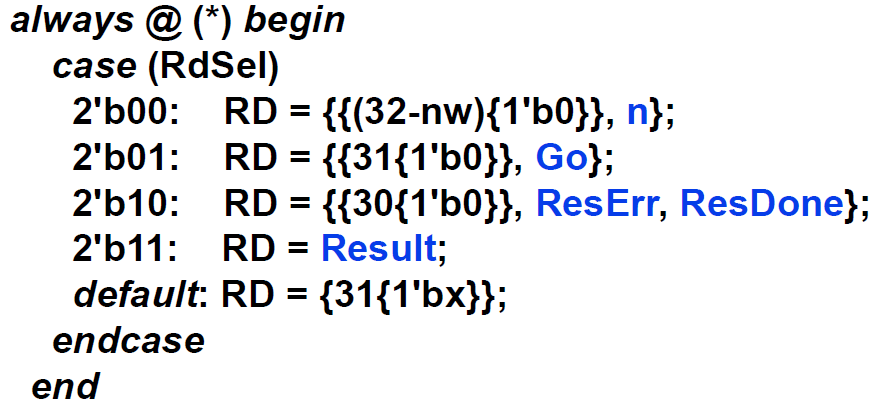 always @ (*) begin
case (RdSel)
2'b00: RD = {{(32-nw){1'b0}}, n};
2'b01: RD = {{31{1'b0}}, Go};
2'b10: RD = {{30{1'b0}}, ResErr, ResDone};
2'b11: RD = Result;
default: RD = {31{1'bx}};
endcase
end